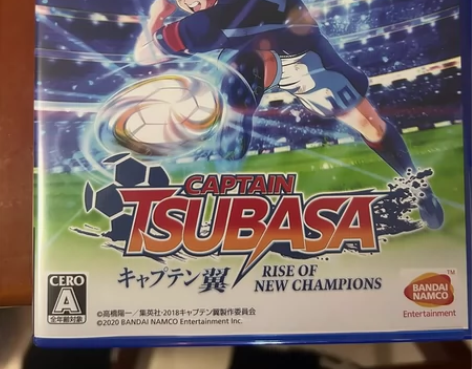 CAPTAIN
TSUBASA
キャプテン翼
RISE OF
NEW CHAMPIONS
CERO
A
全年齢対象
©高橋陽一/集英社・2018キャプテン翼製作委員会
©2020 BANDAI NAMCO Entertainment Inc.
BANDAI
NAMCO
TM
Entertainment